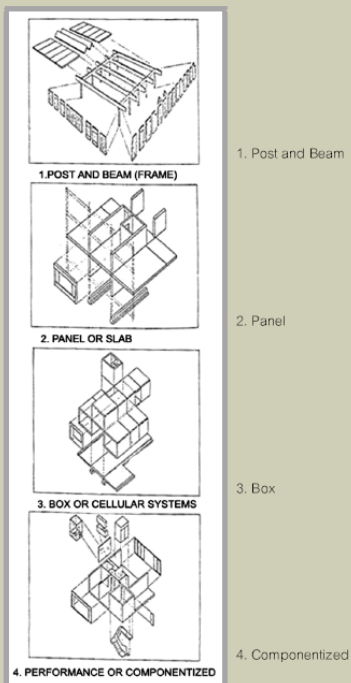 1.POST AND BEAM (FRAME)
1. Post and Beam
2. PANEL OR SLAB
2. Panel
3. BOX OR CELLULAR SYSTEMS
3. Box
4. PERFORMANCE OR COMPONENTIZED
4. Componentized